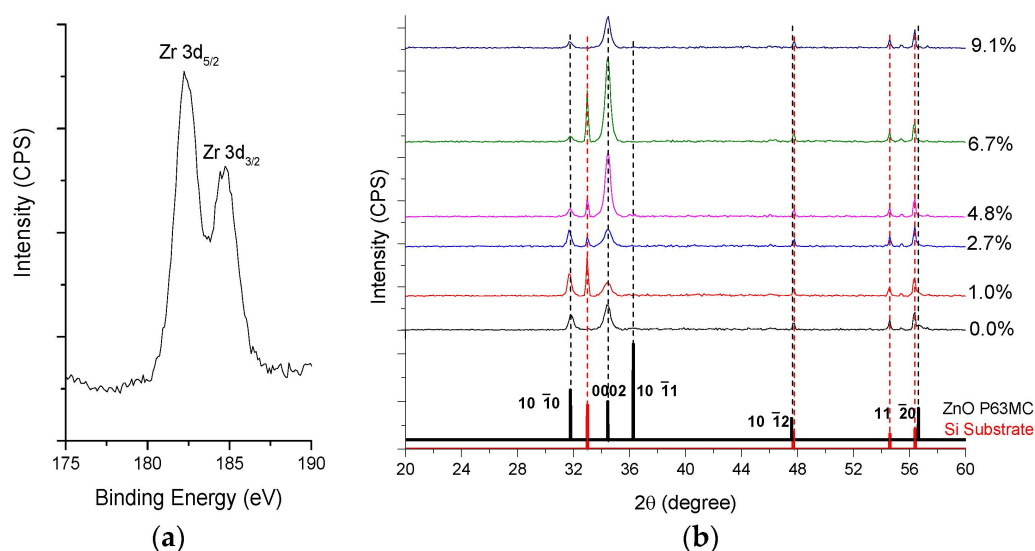 Zr 3d5/2
Zr 3d3/2
Intensity (CPS)
175 180 185 190
Binding Energy (eV)
(a)
(b)
9.1%
6.7%
4.8%
2.7%
1.0%
0.0%
Intensity (CPS)
10 1̅0
0002
10 1̅1
10 1̅2
11 2̅0
ZnO P63MC
Si Substrate
20 24 28 32 36 40 44 48 52 56 60
2θ (degree)